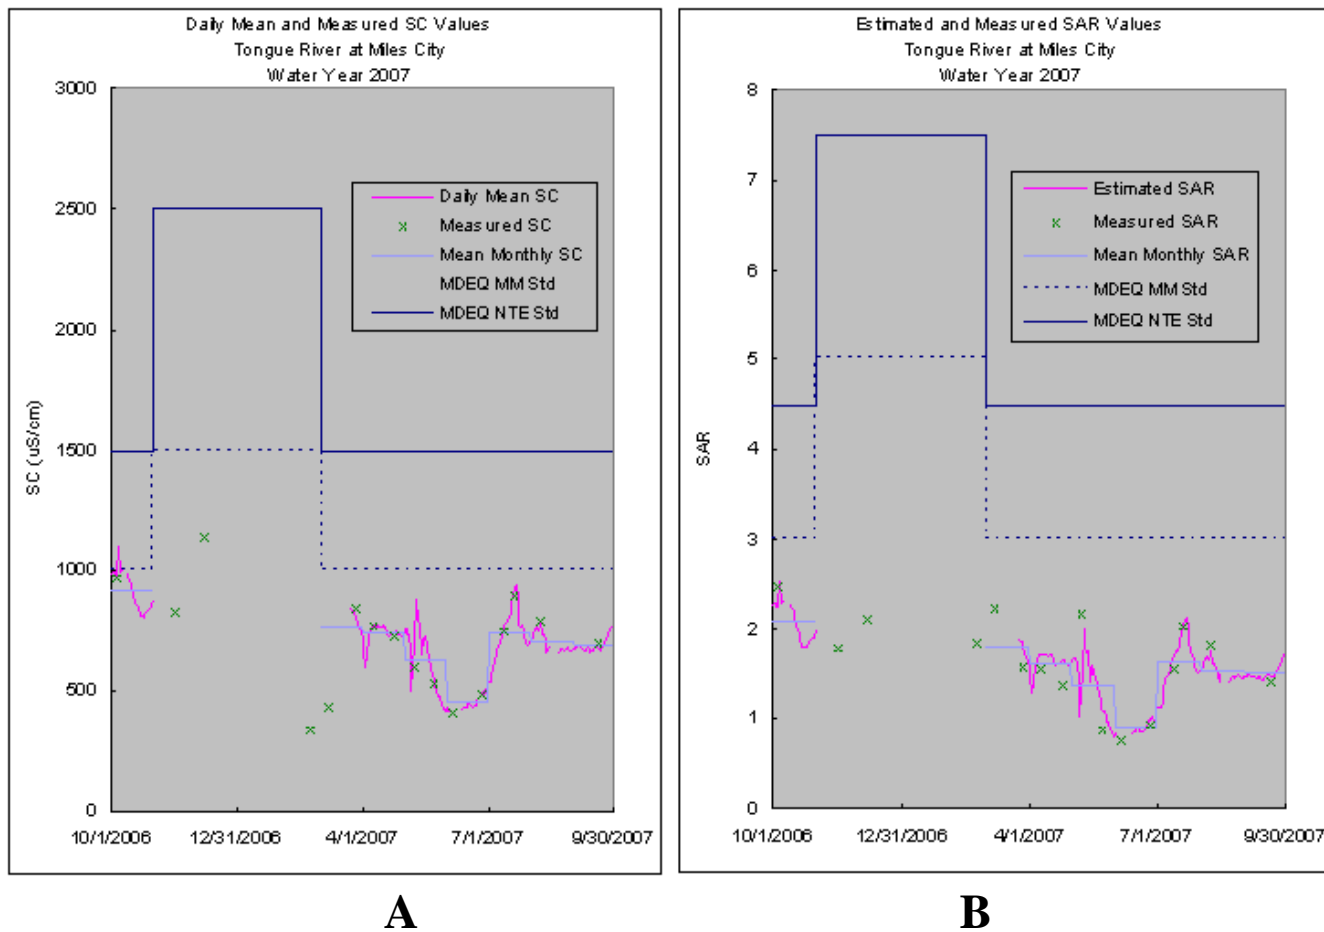 Daily Mean and Measured SC Values
Tongue River at Miles City
Water Year 2007
3000
2500
2000
1500
1000
500
0
SC (uS/cm)
Daily Mean SC
Measured SC
Mean Monthly SC
MDEQ MM Std
MDEQ NTE Std
10/1/2006
12/31/2006
4/1/2007
7/1/2007
9/30/2007
A
Estimated and Measured SAR Values
Tongue River at Miles City
Water Year 2007
8
7
6
5
4
3
2
1
0
SAR
Estimated SAR
Measured SAR
Mean Monthly SAR
MDEQ MM Std
MDEQ NTE Std
10/1/2006
12/31/2006
4/1/2007
7/1/2007
9/30/2007
B